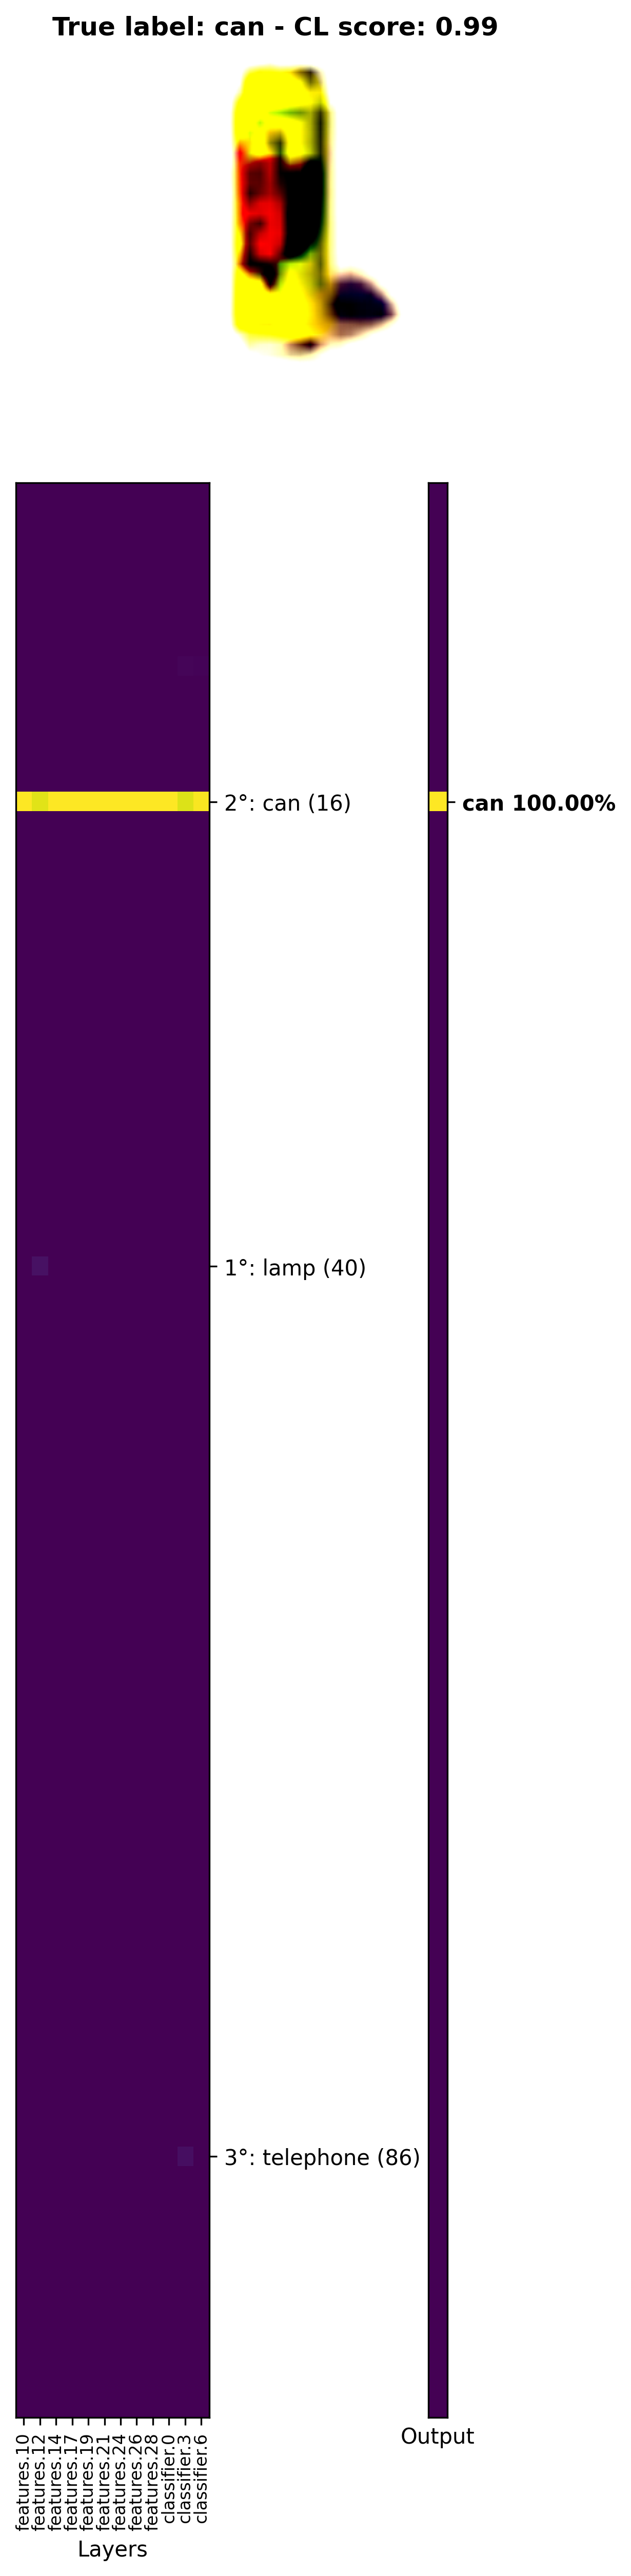 True label: can - CL score: 0.99
2°: can (16)
can 100.00%
1°: lamp (40)
3°: telephone (86)
features.10
features.12
features.14
features.17
features.19
features.21
features.24
features.26
features.28
classifier.0
classifier.3
classifier.6
Layers
Output